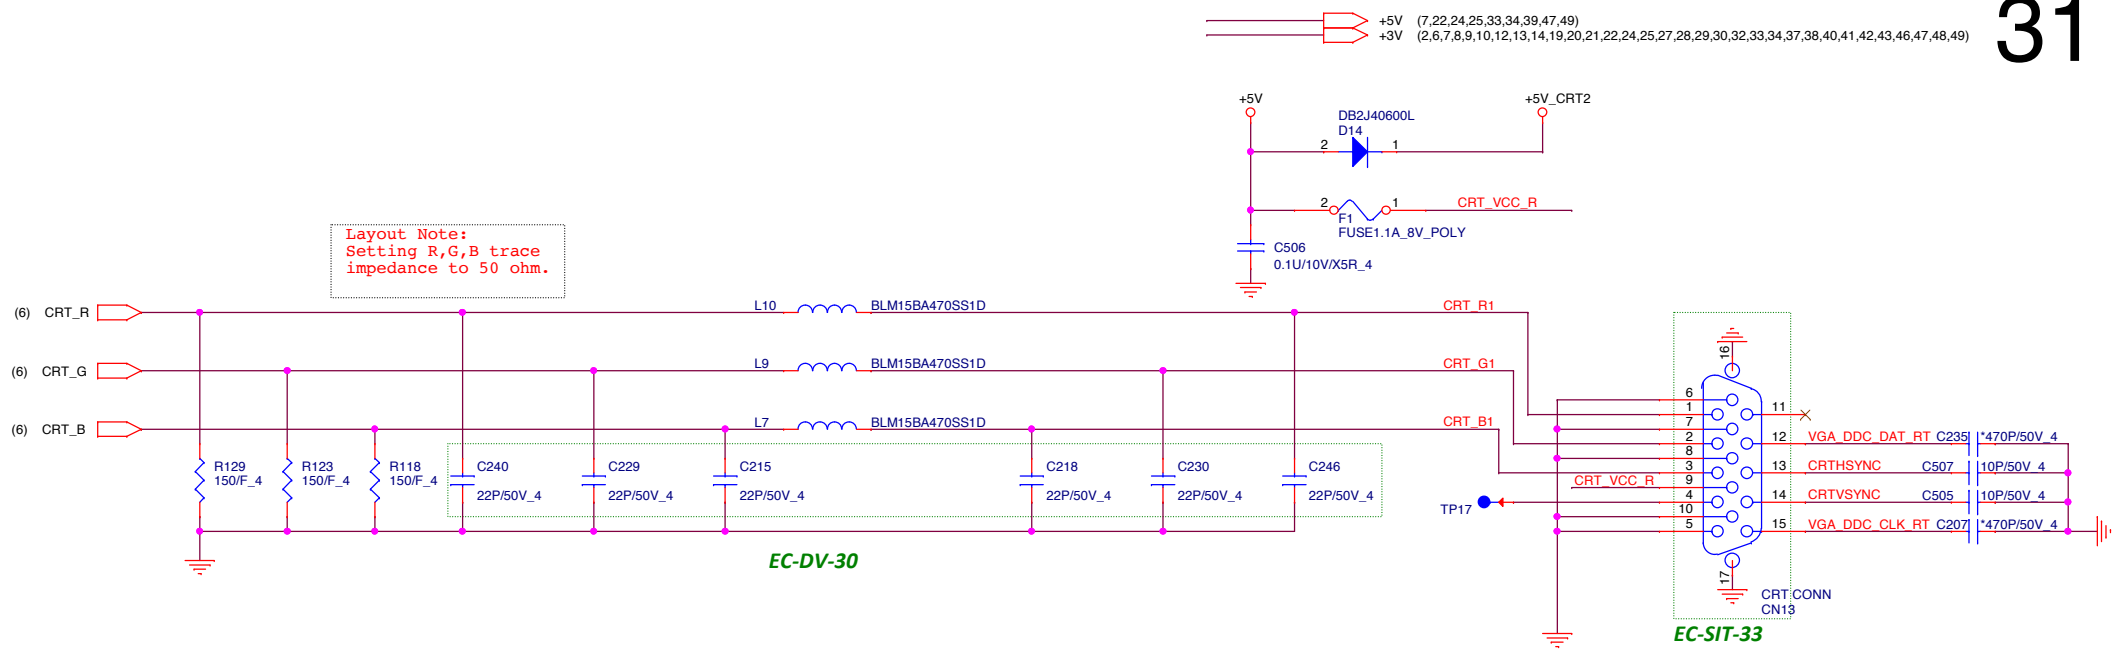 31
+5V (7,22,24,25,33,34,39,47,49)
+3V (2,6,7,8,9,10,12,13,14,19,20,21,22,24,25,27,28,29,30,32,33,34,37,38,40,41,42,43,46,47,48,49)
+5V
+5V_CRT2
DB2J40600L
D14
2
1
2
1
CRT_VCC_R
F1
FUSE1.1A_8V_POLY
C506
0.1U/10V/X5R_4
Layout Note:
Setting R,G,B trace
impedance to 50 ohm.
(6) CRT_R
L10
BLM15BA470SS1D
CRT_R1
(6) CRT_G
L9
BLM15BA470SS1D
CRT_G1
(6) CRT_B
L7
BLM15BA470SS1D
CRT_B1
R129
150/F_4
R123
150/F_4
R118
150/F_4
C240
22P/50V_4
C229
22P/50V_4
C215
22P/50V_4
C218
22P/50V_4
C230
22P/50V_4
C246
22P/50V_4
EC-DV-30
16
6
1
7
2
8
3
9
4
10
5
CRT_VCC_R
TP17
11
12
VGA_DDC_DAT_RT
C235
*470P/50V_4
13
CRTHSYNC
C507
10P/50V_4
14
CRTVSYNC
C505
10P/50V_4
15
VGA_DDC_CLK_RT
C207
*470P/50V_4
17
CRT CONN
CN13
EC-SIT-33